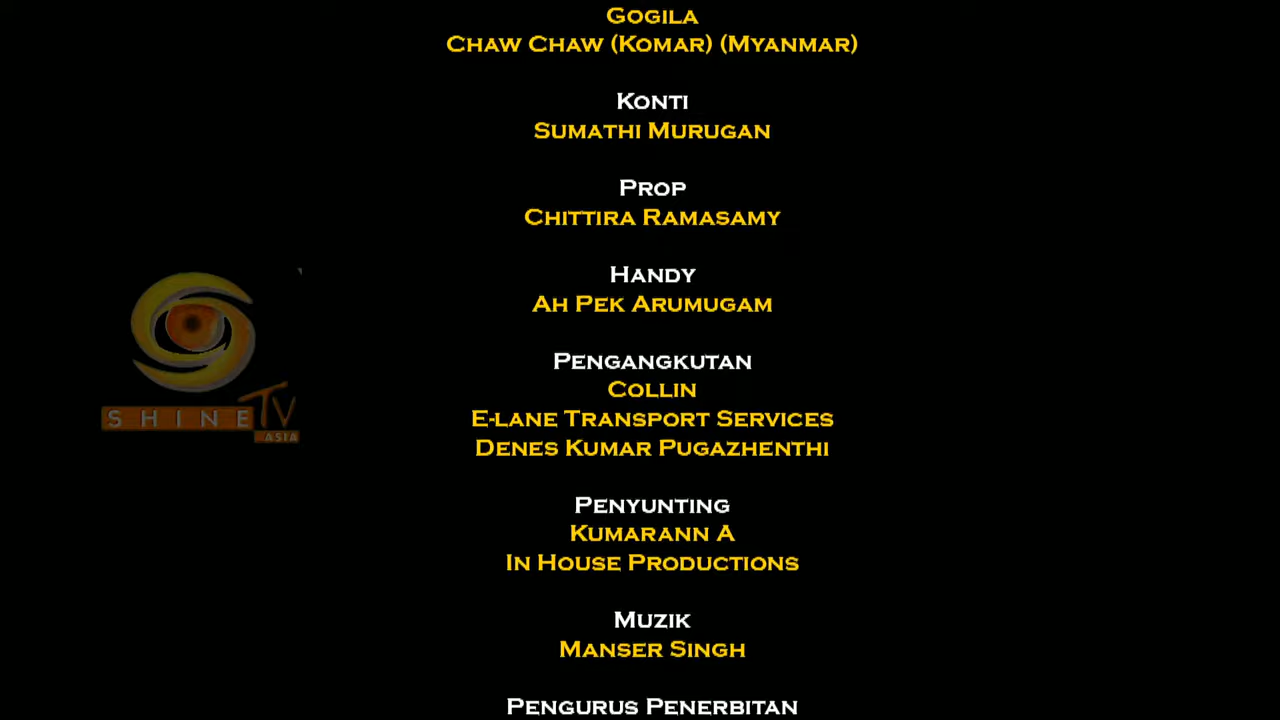 Gogila
Chaw Chaw (Komar) (Myanmar)
Konti
Sumathi Murugan
Prop
Chittira Ramasamy
Handy
Ah Pek Arumugam
Pengangkutan
Collin
E-lane Transport Services
Denes Kumar Pugazhenthi
SHINE TV
ASIA
Penyunting
Kumarann A
In House Productions
Muzik
Manser Singh
Pengurus Penerbitan